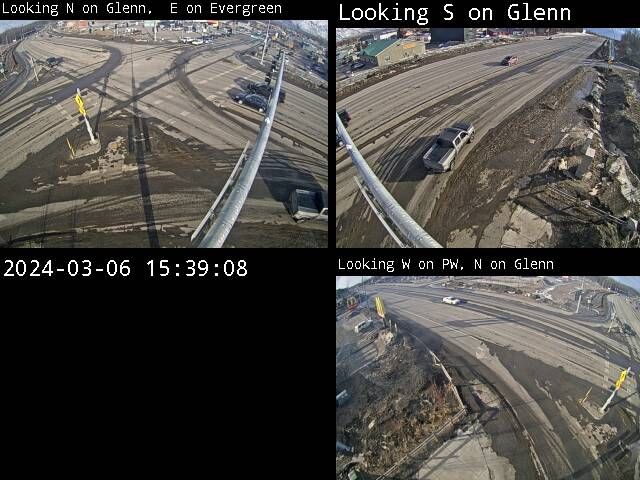 Looking N on Glenn,  E on Evergreen
Looking S on Glenn
2024-03-06 15:39:08
Looking W on PW, N on Glenn